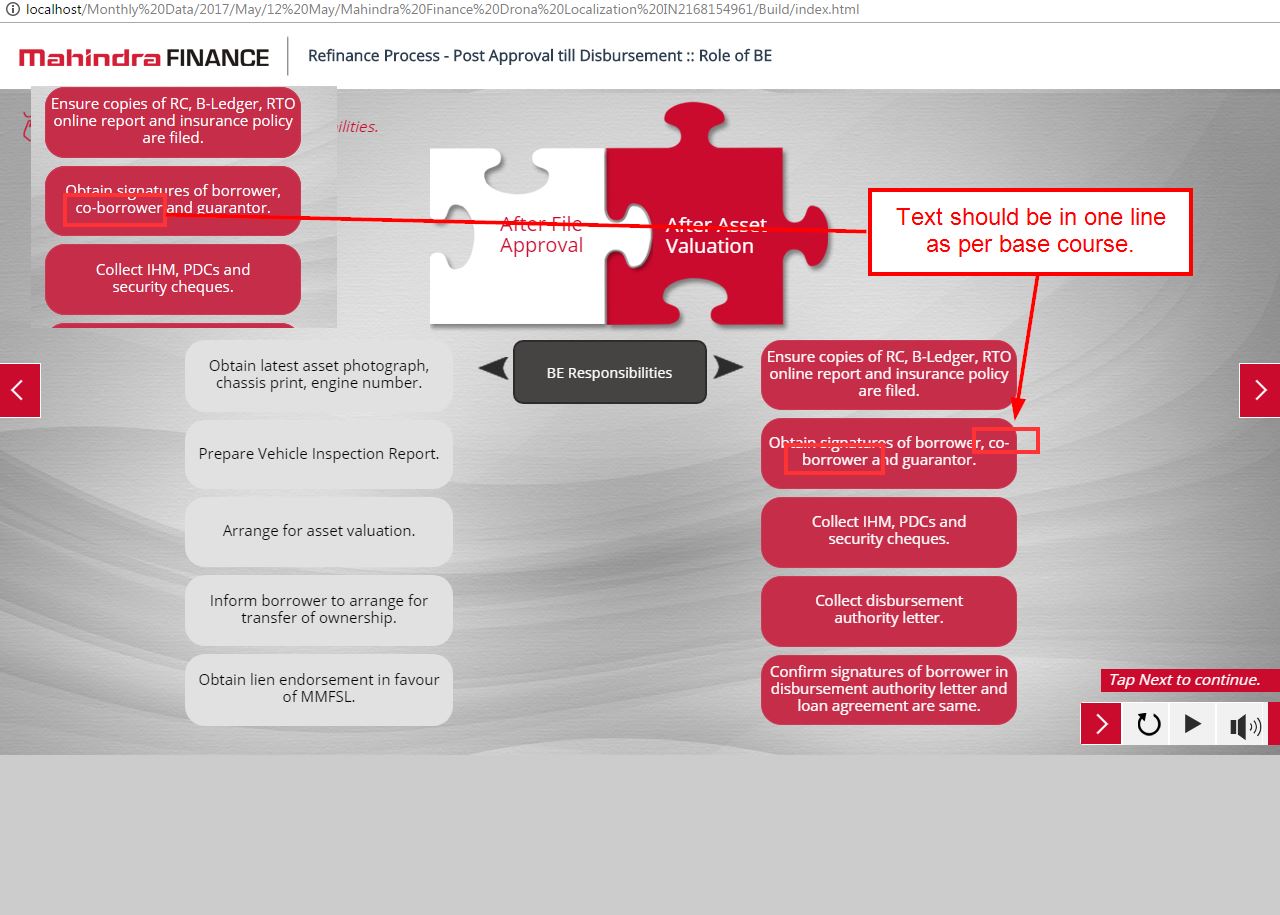 localhost/Monthly%20Data/2017/May/12%20May/Mahindra%20Finance%20Drona%20Localization%20IN2168154961/Build/index.html
Mahindra FINANCE
Refinance Process - Post Approval till Disbursement :: Role of BE
Ensure copies of RC, B-Ledger, RTO
online report and insurance policy
are filed.
ilities.
Obtain signatures of borrower,
co-borrower and guarantor.
Collect IHM, PDCs and
security cheques.
After File
Approval
After Asset
Valuation
Text should be in one line
as per base course.
Obtain latest asset photograph,
chassis print, engine number.
Prepare Vehicle Inspection Report.
Arrange for asset valuation.
Inform borrower to arrange for
transfer of ownership.
Obtain lien endorsement in favour
of MMFSL.
BE Responsibilities
Ensure copies of RC, B-Ledger, RTO
online report and insurance policy
are filed.
Obtain signatures of borrower, co-
borrower and guarantor.
Collect IHM, PDCs and
security cheques.
Collect disbursement
authority letter.
Confirm signatures of borrower in
disbursement authority letter and
loan agreement are same.
Tap Next to continue.